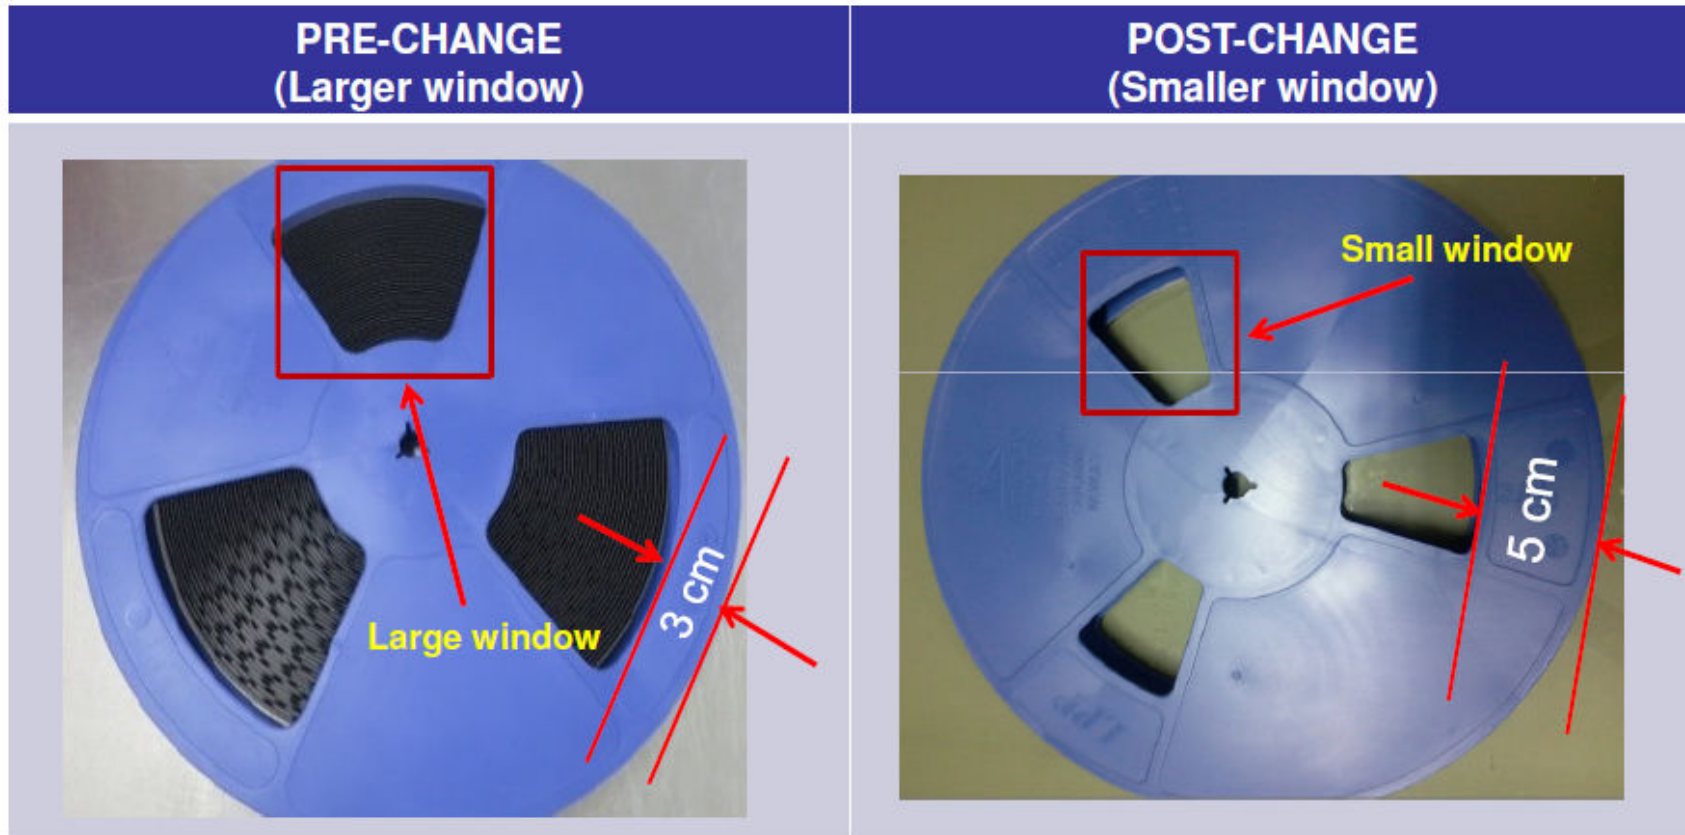 PRE-CHANGE
(Larger window)
POST-CHANGE
(Smaller window)
Large window
3 cm
Small window
5 cm